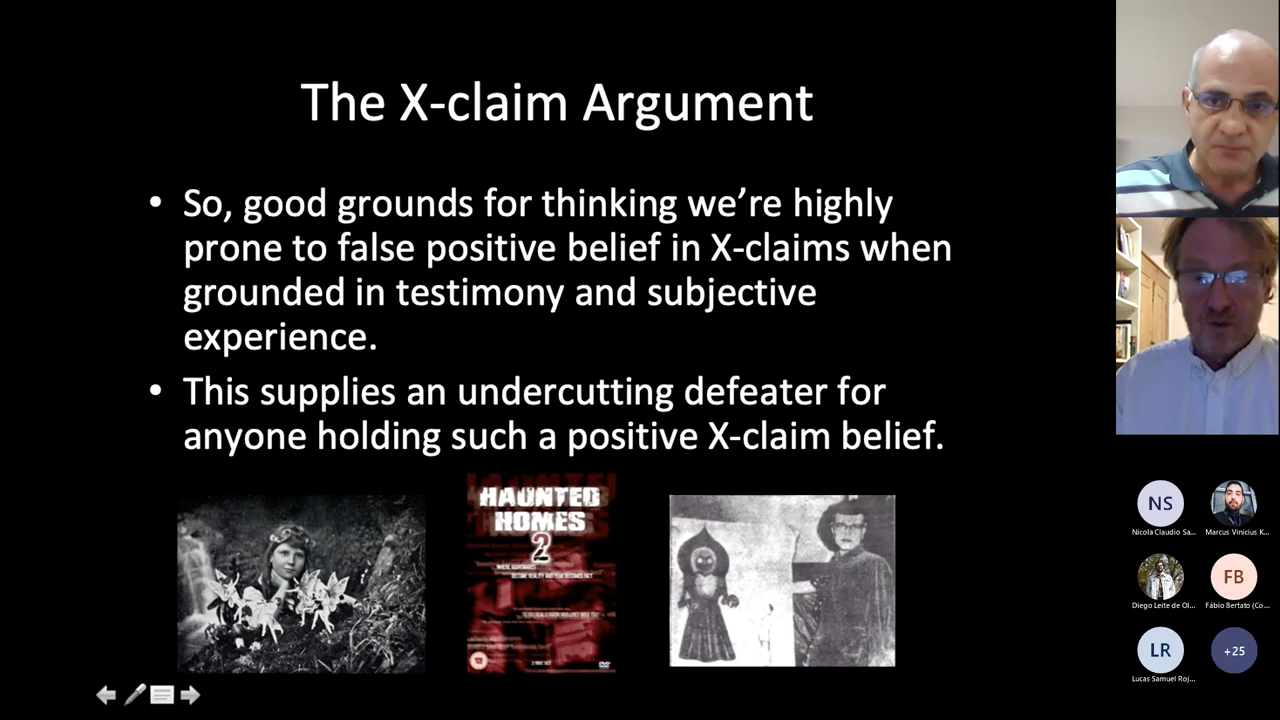 The X-claim Argument
• So, good grounds for thinking we’re highly
prone to false positive belief in X-claims when
grounded in testimony and subjective
experience.
• This supplies an undercutting defeater for
anyone holding such a positive X-claim belief.
HAUNTED
HOMES
2
NS
Nicola Claudio Sa...
Marcus Vinicius K...
Diego Leite de Ol...
FB
Fábio Bertato (Co...
LR
Lucas Samuel Roj...
+25